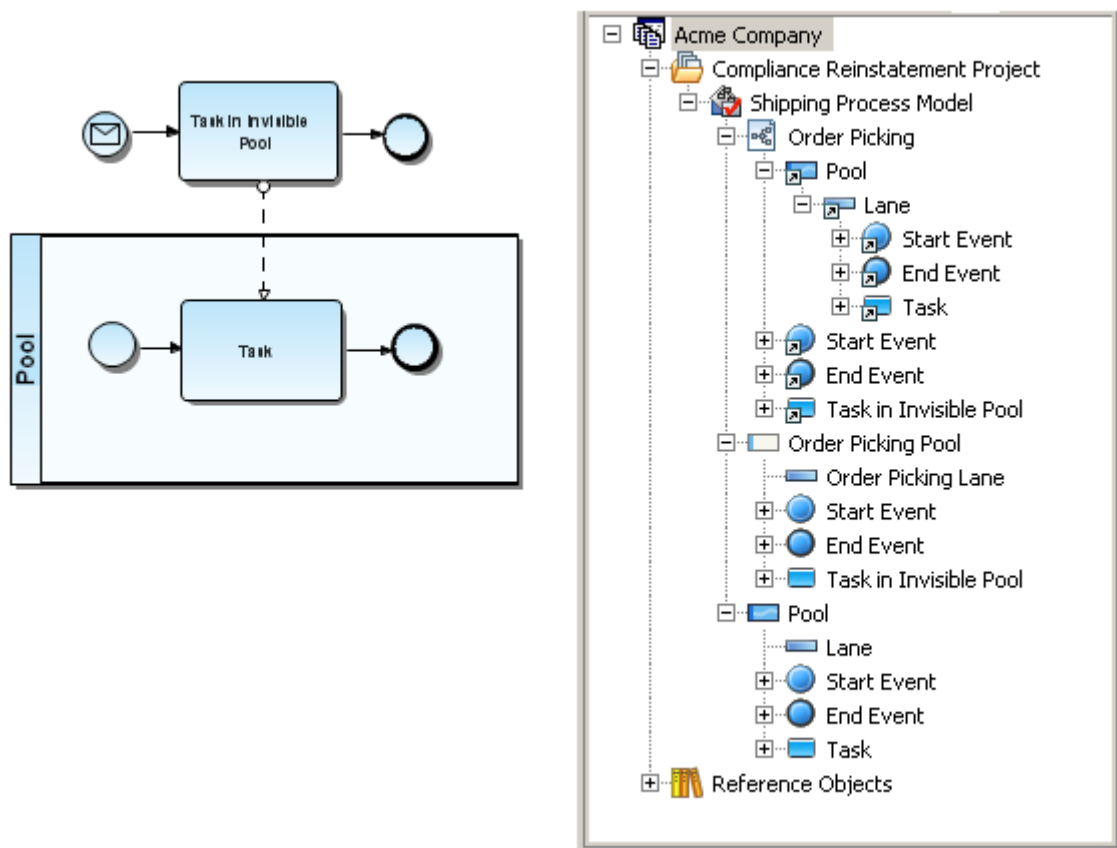 Task in Invisible
Pool
Pool
Task
Acme Company
Compliance Reinstatement Project
Shipping Process Model
Order Picking
Pool
Lane
Start Event
End Event
Task
Start Event
End Event
Task in Invisible Pool
Order Picking Pool
Order Picking Lane
Start Event
End Event
Task in Invisible Pool
Pool
Lane
Start Event
End Event
Task
Reference Objects